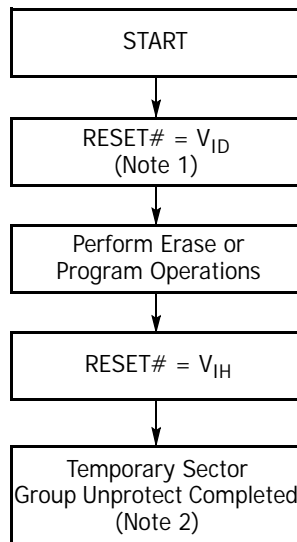 START
RESET# = VID
(Note 1)
Perform Erase or
Program Operations
RESET# = VIH
Temporary Sector
Group Unprotect Completed
(Note 2)